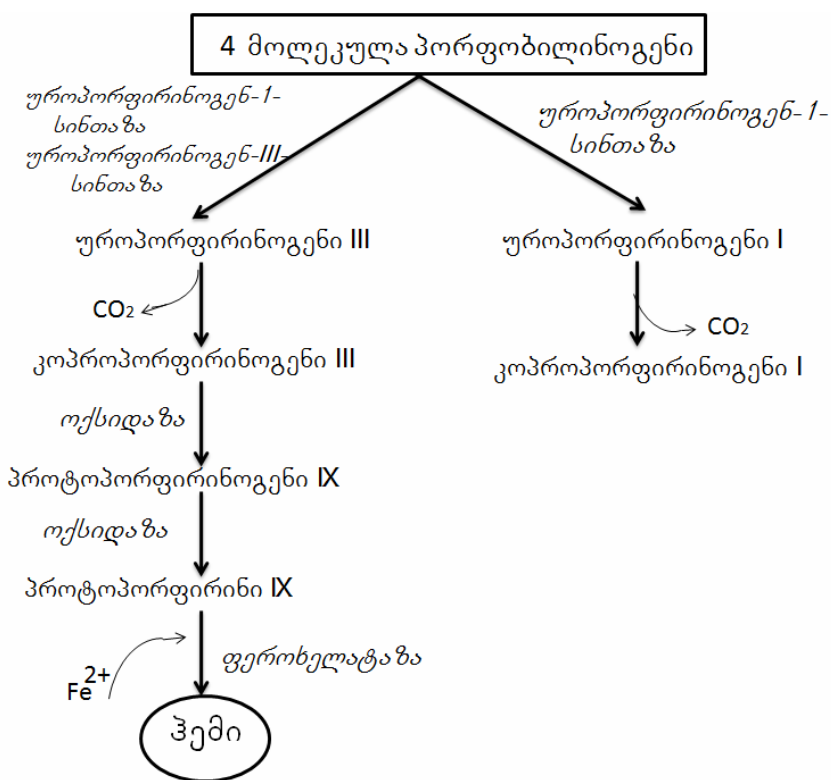 4 მოლეკულა პორფობილინოგენი
უროპორფირინოგენ-1-
სინთაზა
უროპორფირინოგენ-III-
სინთაზა
უროპორფირინოგენ-1-
სინთაზა
უროპორფირინოგენი III
უროპორფირინოგენი I
CO2
CO2
კოპროპორფირინოგენი III
კოპროპორფირინოგენი I
ოქსიდაზა
პროტოპორფირინოგენი IX
ოქსიდაზა
პროტოპორფირინი IX
ფეროხელატაზა
Fe2+
ჰემი